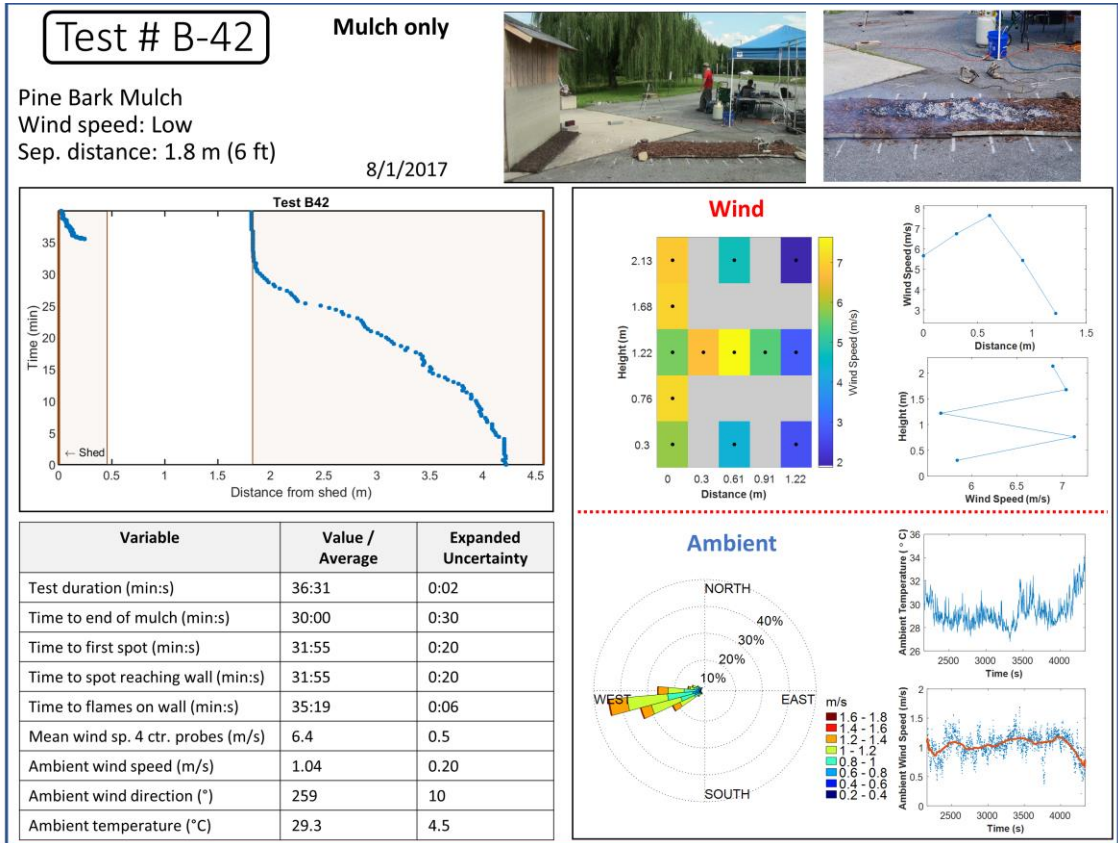 Test # B-42
Mulch only
Pine Bark Mulch
Wind speed: Low
Sep. distance: 1.8 m (6 ft)
8/1/2017
Test B42
Time (min)
35
30
25
20
15
10
5
0
← Shed
0 0.5 1 1.5 2 2.5 3 3.5 4 4.5
Distance from shed (m)
Variable Value / Average Expanded Uncertainty
Test duration (min:s) 36:31 0:02
Time to end of mulch (min:s) 30:00 0:30
Time to first spot (min:s) 31:55 0:20
Time to spot reaching wall (min:s) 31:55 0:20
Time to flames on wall (min:s) 35:19 0:06
Mean wind sp. 4 ctr. probes (m/s) 6.4 0.5
Ambient wind speed (m/s) 1.04 0.20
Ambient wind direction (°) 259 10
Ambient temperature (°C) 29.3 4.5
Wind
Height (m)
2.13
1.68
1.22
0.76
0.3
0 0.3 0.61 0.91 1.22
Distance (m)
7
6
5
4
3
2
Wind Speed (m/s)
Wind Speed (m/s)
8
7
6
5
4
3
0 0.5 1 1.5
Distance (m)
Height (m)
2
1.5
1
0.5
0
6 6.5 7
Wind Speed (m/s)
Ambient
NORTH
40%
30%
20%
10%
WEST
EAST
SOUTH
m/s
1.6 - 1.8
1.4 - 1.6
1.2 - 1.4
1 - 1.2
0.8 - 1
0.6 - 0.8
0.4 - 0.6
0.2 - 0.4
Ambient Temperature (°C)
36
34
32
30
28
26
2500 3000 3500 4000
Time (s)
Ambient Wind Speed (m/s)
2
1.5
1
0.5
0
2500 3000 3500 4000
Time (s)